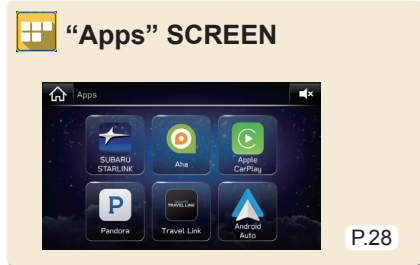 “Apps” SCREEN
Apps
SUBARU
STARLINK
Aha
Apple
CarPlay
P
Pandora
TRAVEL LINK
Travel Link
Android
Auto
P.28